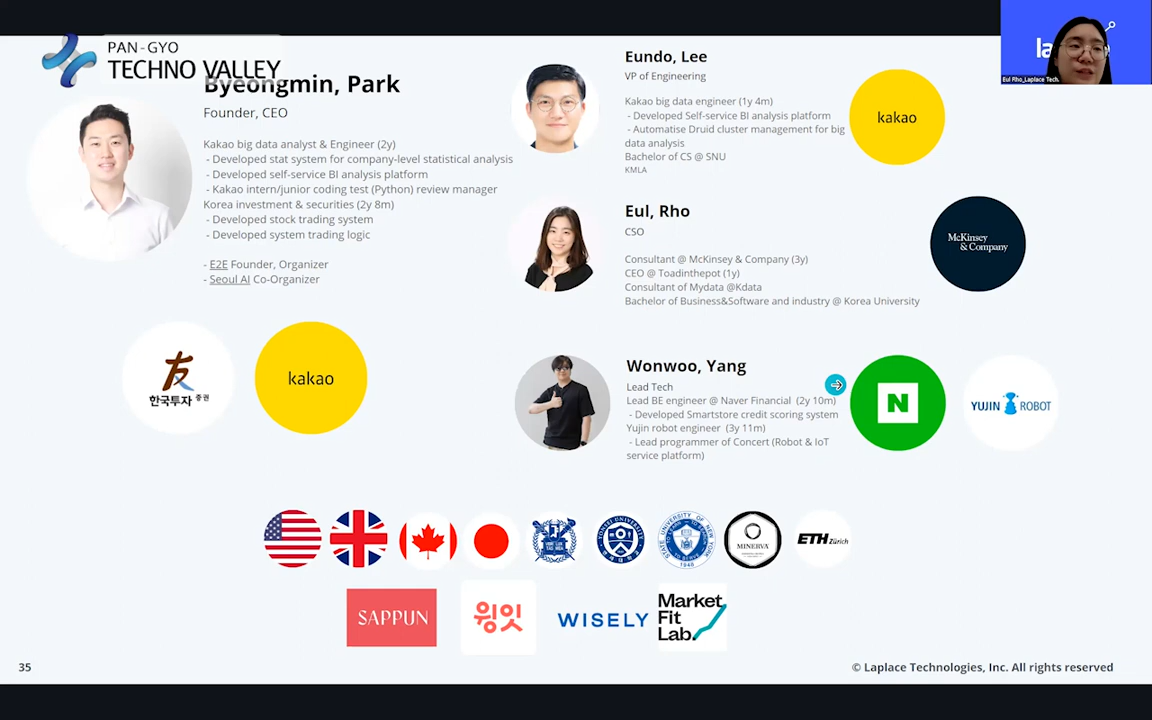 PAN-GYO
TECHNO VALLEY
Byeongmin, Park
Founder, CEO
Kakao big data analyst & Engineer (2y)
- Developed stat system for company-level statistical analysis
- Developed self-service BI analysis platform
- Kakao intern/junior coding test (Python) review manager
Korea investment & securities (2y 8m)
- Developed stock trading system
- Developed system trading logic
- E2E Founder, Organizer
- Seoul AI Co-Organizer
友
한국투자 증권
kakao
Eundo, Lee
VP of Engineering
Kakao big data engineer (1y 4m)
- Developed Self-service BI analysis platform
- Automatise Druid cluster management for big
data analysis
Bachelor of CS @ SNU
KMLA
kakao
Eul, Rho
CSO
Consultant @ McKinsey & Company (3y)
CEO @ Toadinthepot (1y)
Consultant of Mydata @Kdata
Bachelor of Business&Software and industry @ Korea University
McKinsey
& Company
Wonwoo, Yang
Lead Tech
Lead BE engineer @ Naver Financial (2y 10m)
- Developed Smartstore credit scoring system
Yujin robot engineer (3y 11m)
- Lead programmer of Concert (Robot & IoT
service platform)
N
YUJIN ROBOT
la
Eul Rho_Laplace Tech.
MINERVA
ETH Zürich
SAPPUN
윙잇
WISELY
Market
Fit
Lab.
35
© Laplace Technologies, Inc. All rights reserved